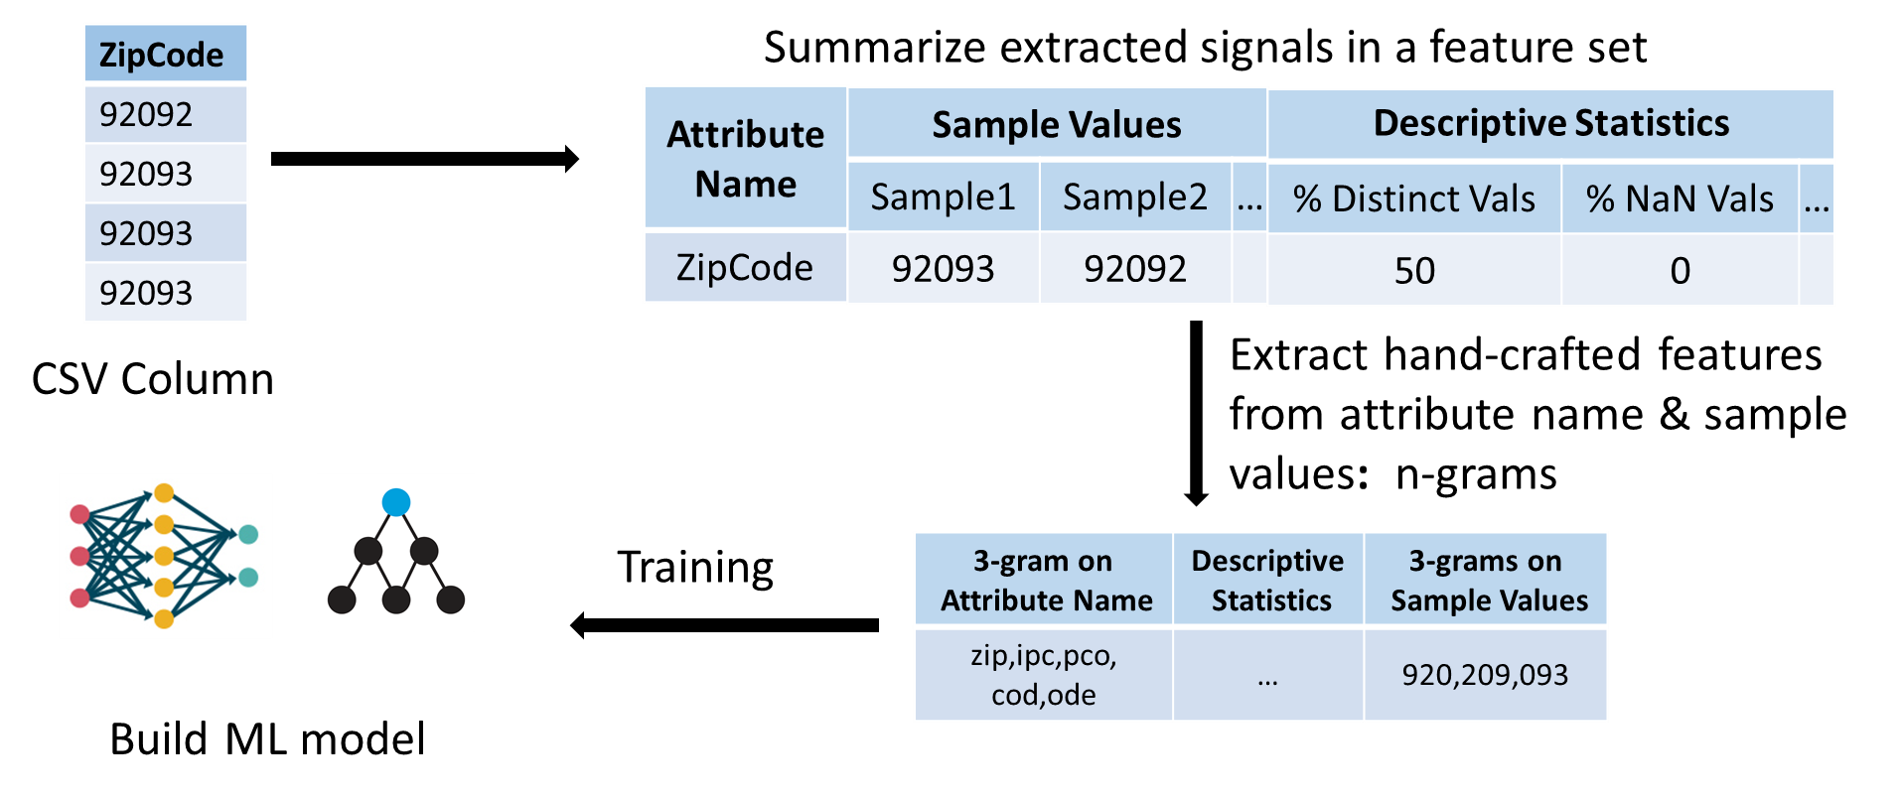 ZipCode
92092
93093
92093
92093
CSV Column
Summarize extracted signals in a feature set
Attribute Name
Sample Values
Descriptive Statistics
Sample1
Sample2
...
% Distinct Vals
% NaN Vals
...
ZipCode
92093
92092
50
0
Extract hand-crafted features
from attribute name & sample
values: n-grams
3-gram on
Attribute Name
Descriptive
Statistics
3-grams on
Sample Values
zip,ipc,pco,
cod,ode
...
920,209,093
Training
Build ML model